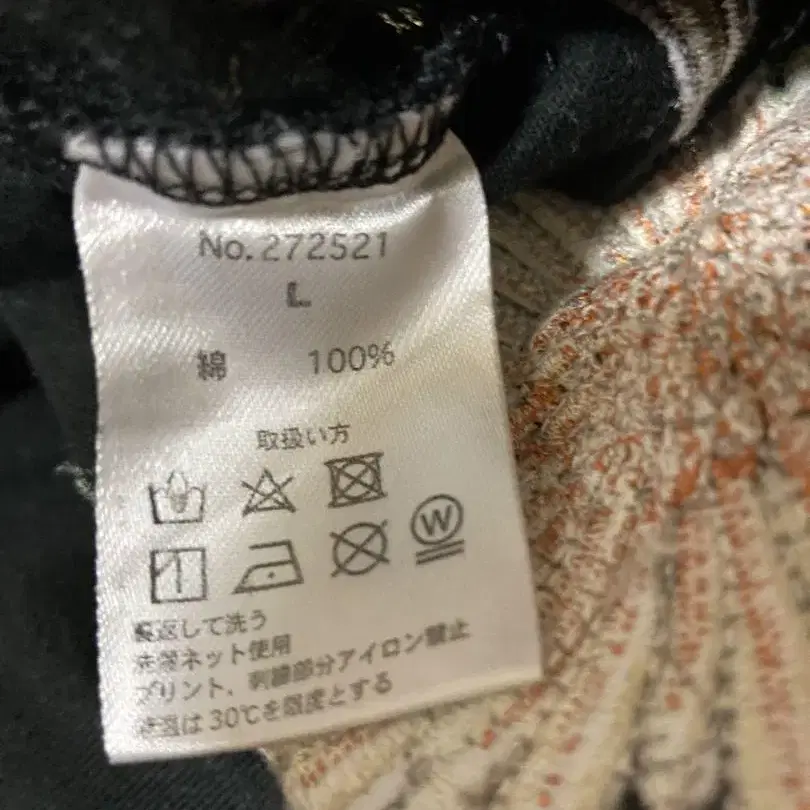 No. 272521
L
綿 100%
取扱い方
W
裏返して洗う
洗濯ネット使用
プリント、刺繍部分アイロン禁止
液温は30℃を限度とする